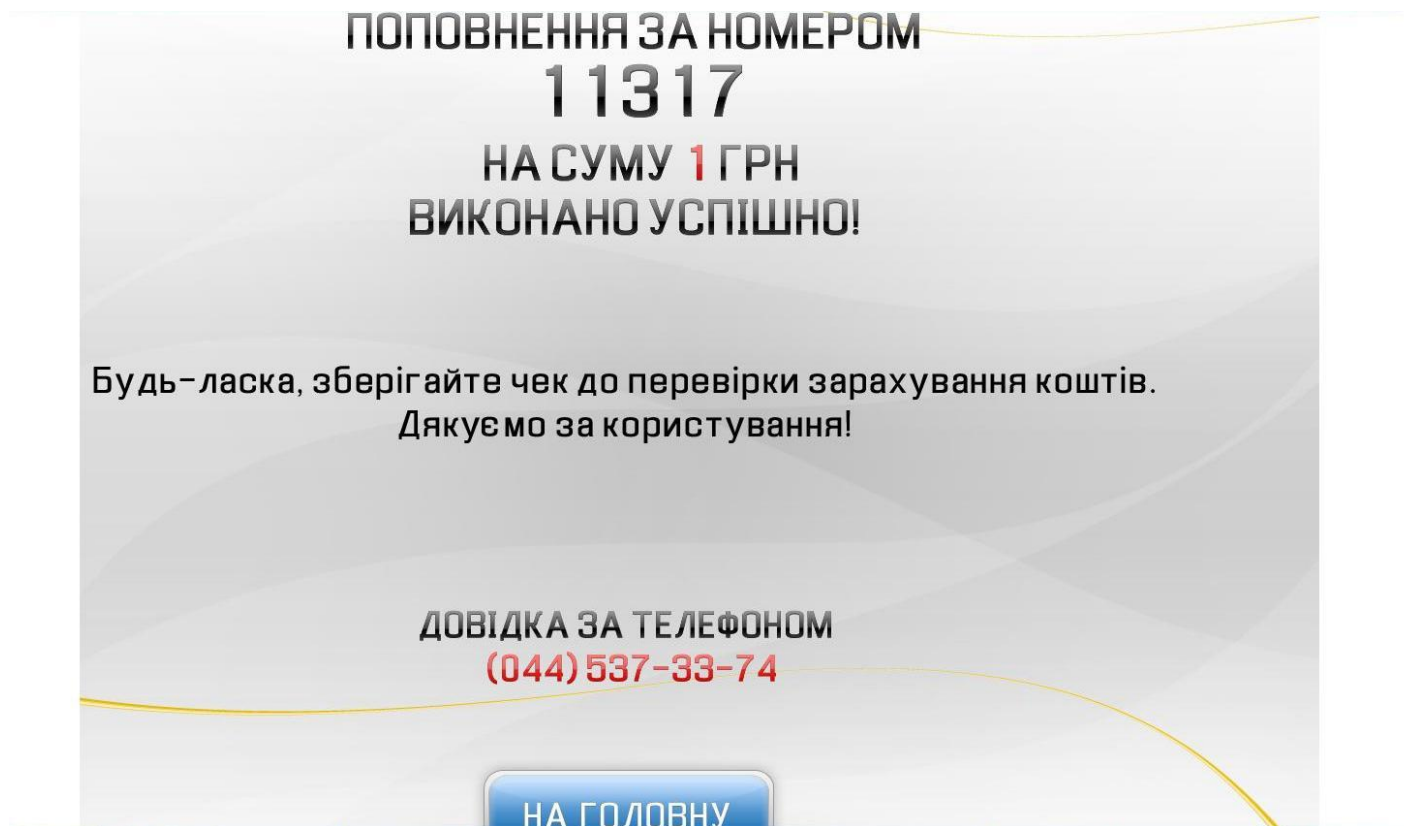 ПОПОВНЕННЯ ЗА НОМЕРОМ
11317
НА СУМУ 1 ГРН
ВИКОНАНО УСПІШНО!
Будь-ласка, зберігайте чек до перевірки зарахування коштів.
Дякуємо за користування!
ДОВІДКА ЗА ТЕЛЕФОНОМ
(044) 537-33-74
НА ГОЛОВНУ